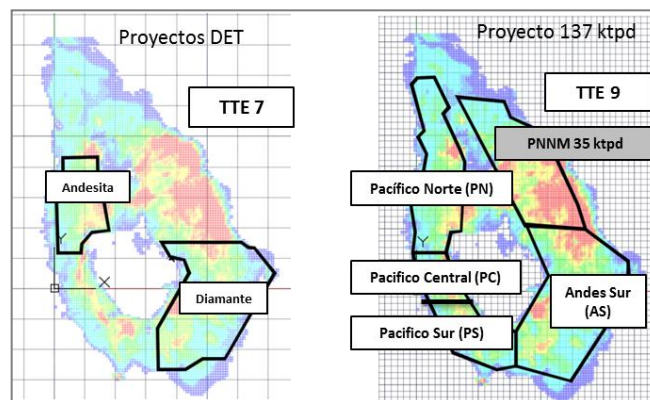 Proyectos DET
TTE 7
Andesita
Diamante
Y
X
Proyecto 137 ktpd
TTE 9
PNNM 35 ktpd
Pacífico Norte (PN)
Y
Pacifico Central (PC)
Pacifico Sur (PS)
Andes Sur
(AS)